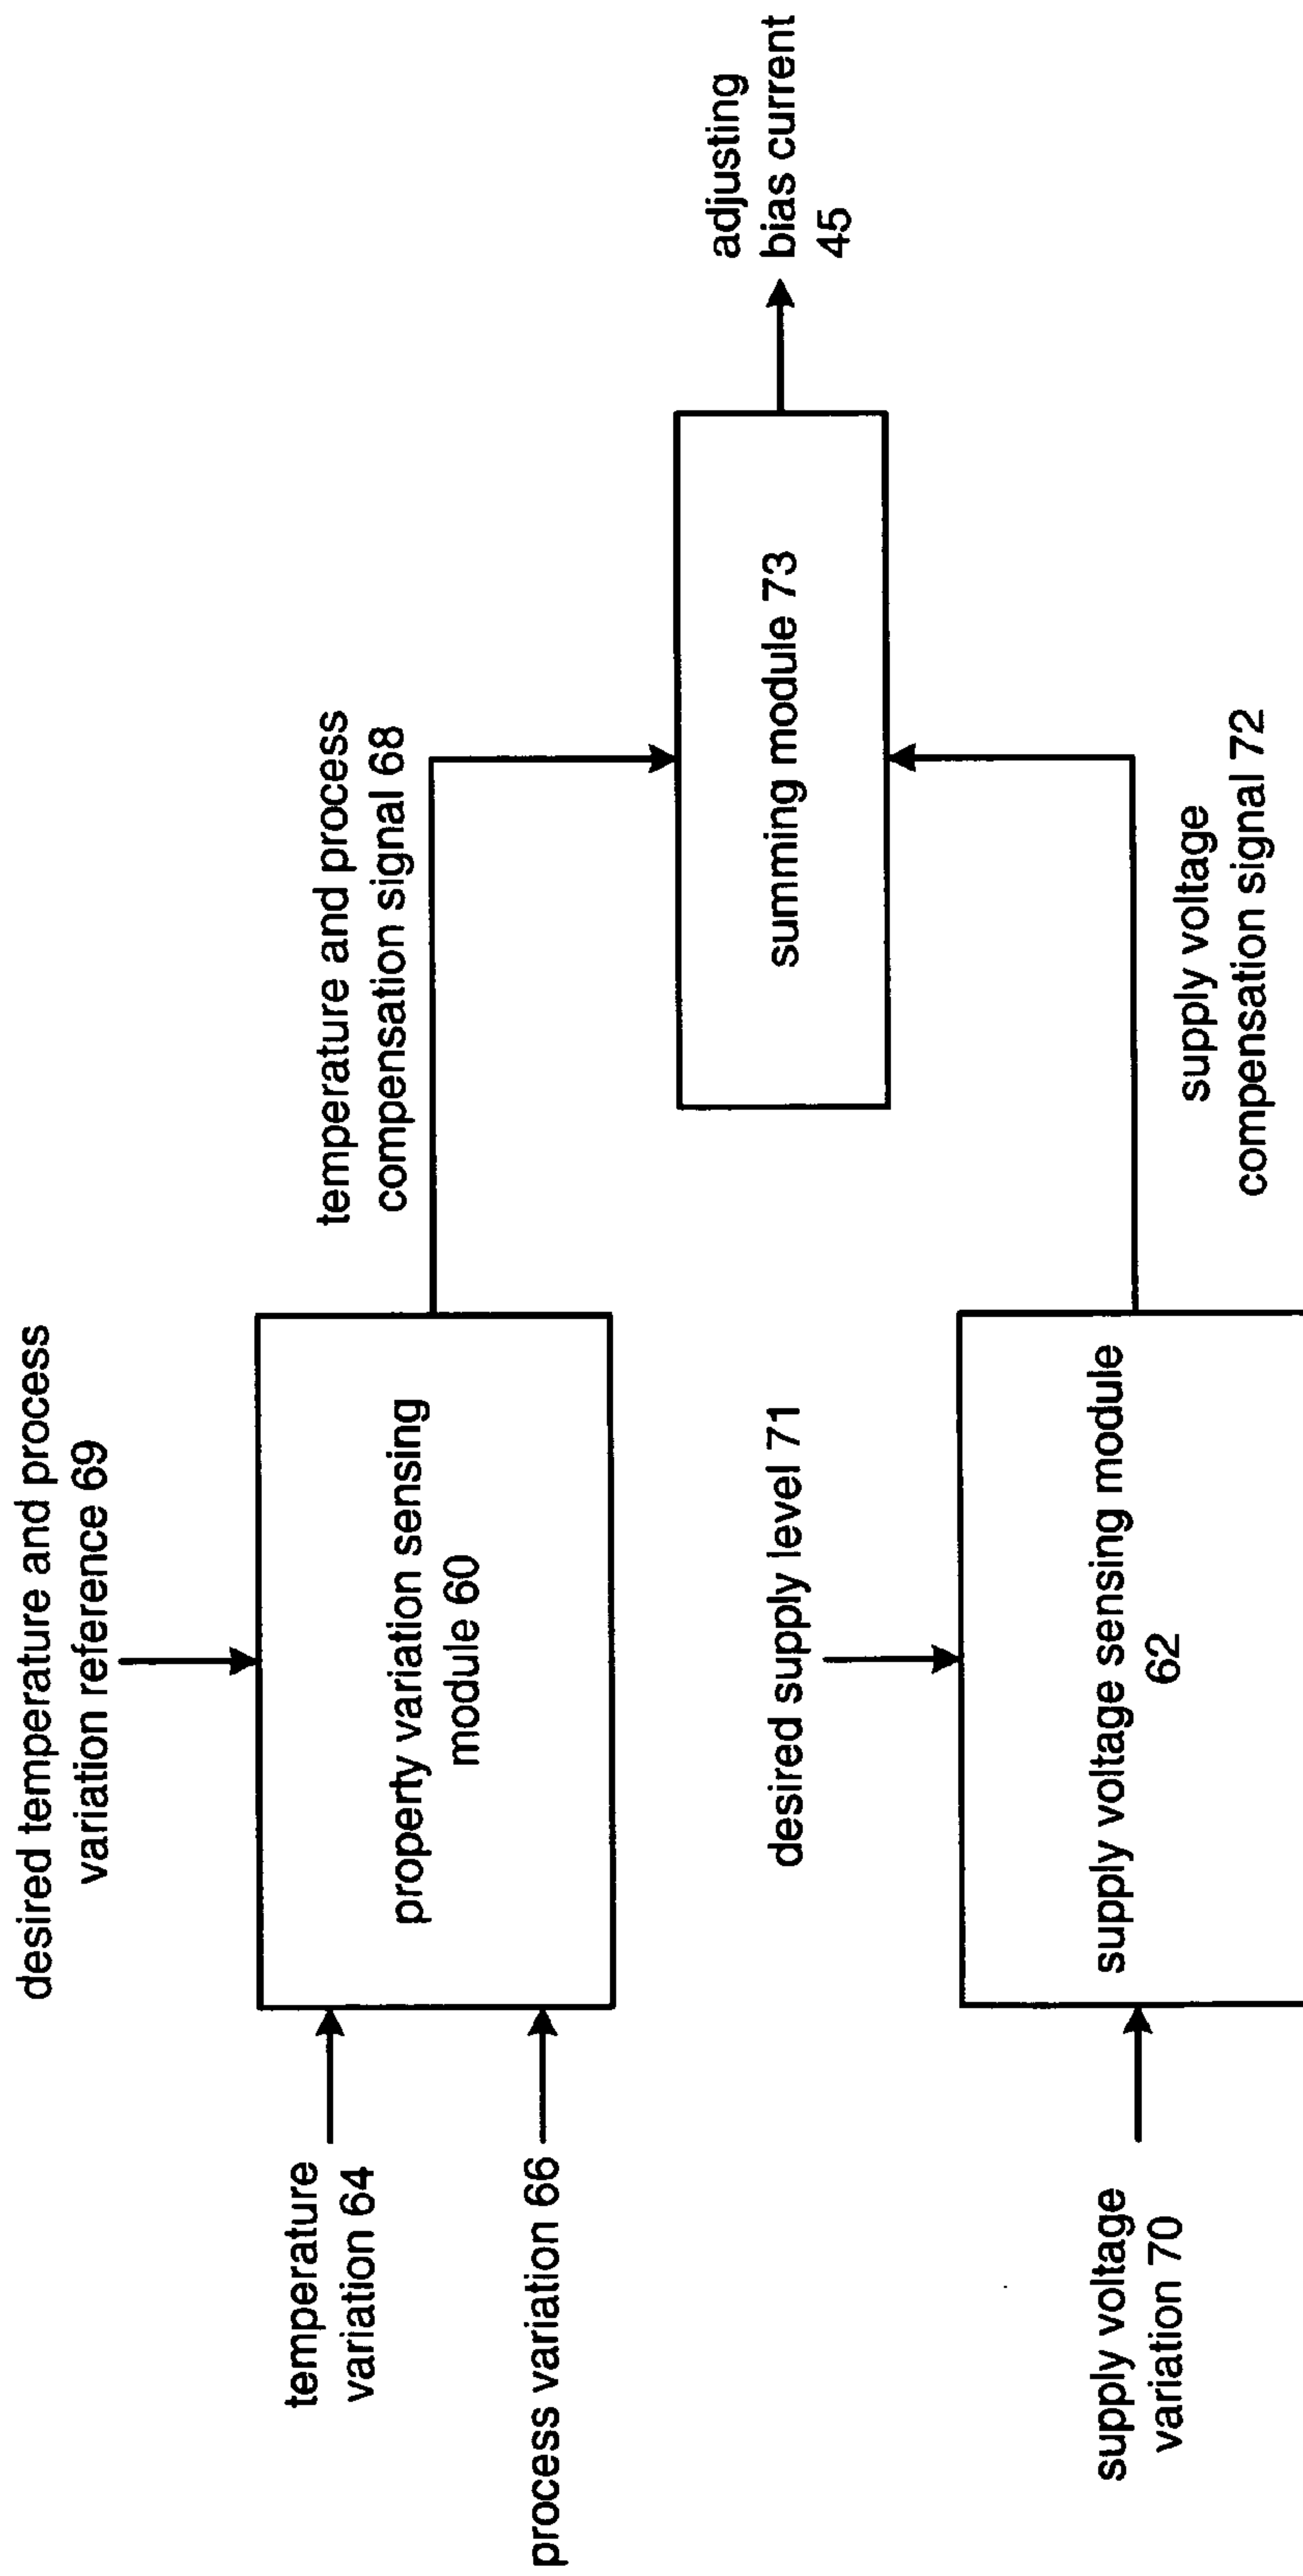 desired temperature and process
variation reference 69
temperature
variation 64
process variation 66
property variation sensing
module 60
temperature and process
compensation signal 68
summing module 73
adjusting
bias current
45
desired supply level 71
supply voltage
variation 70
supply voltage sensing module
62
supply voltage
compensation signal 72